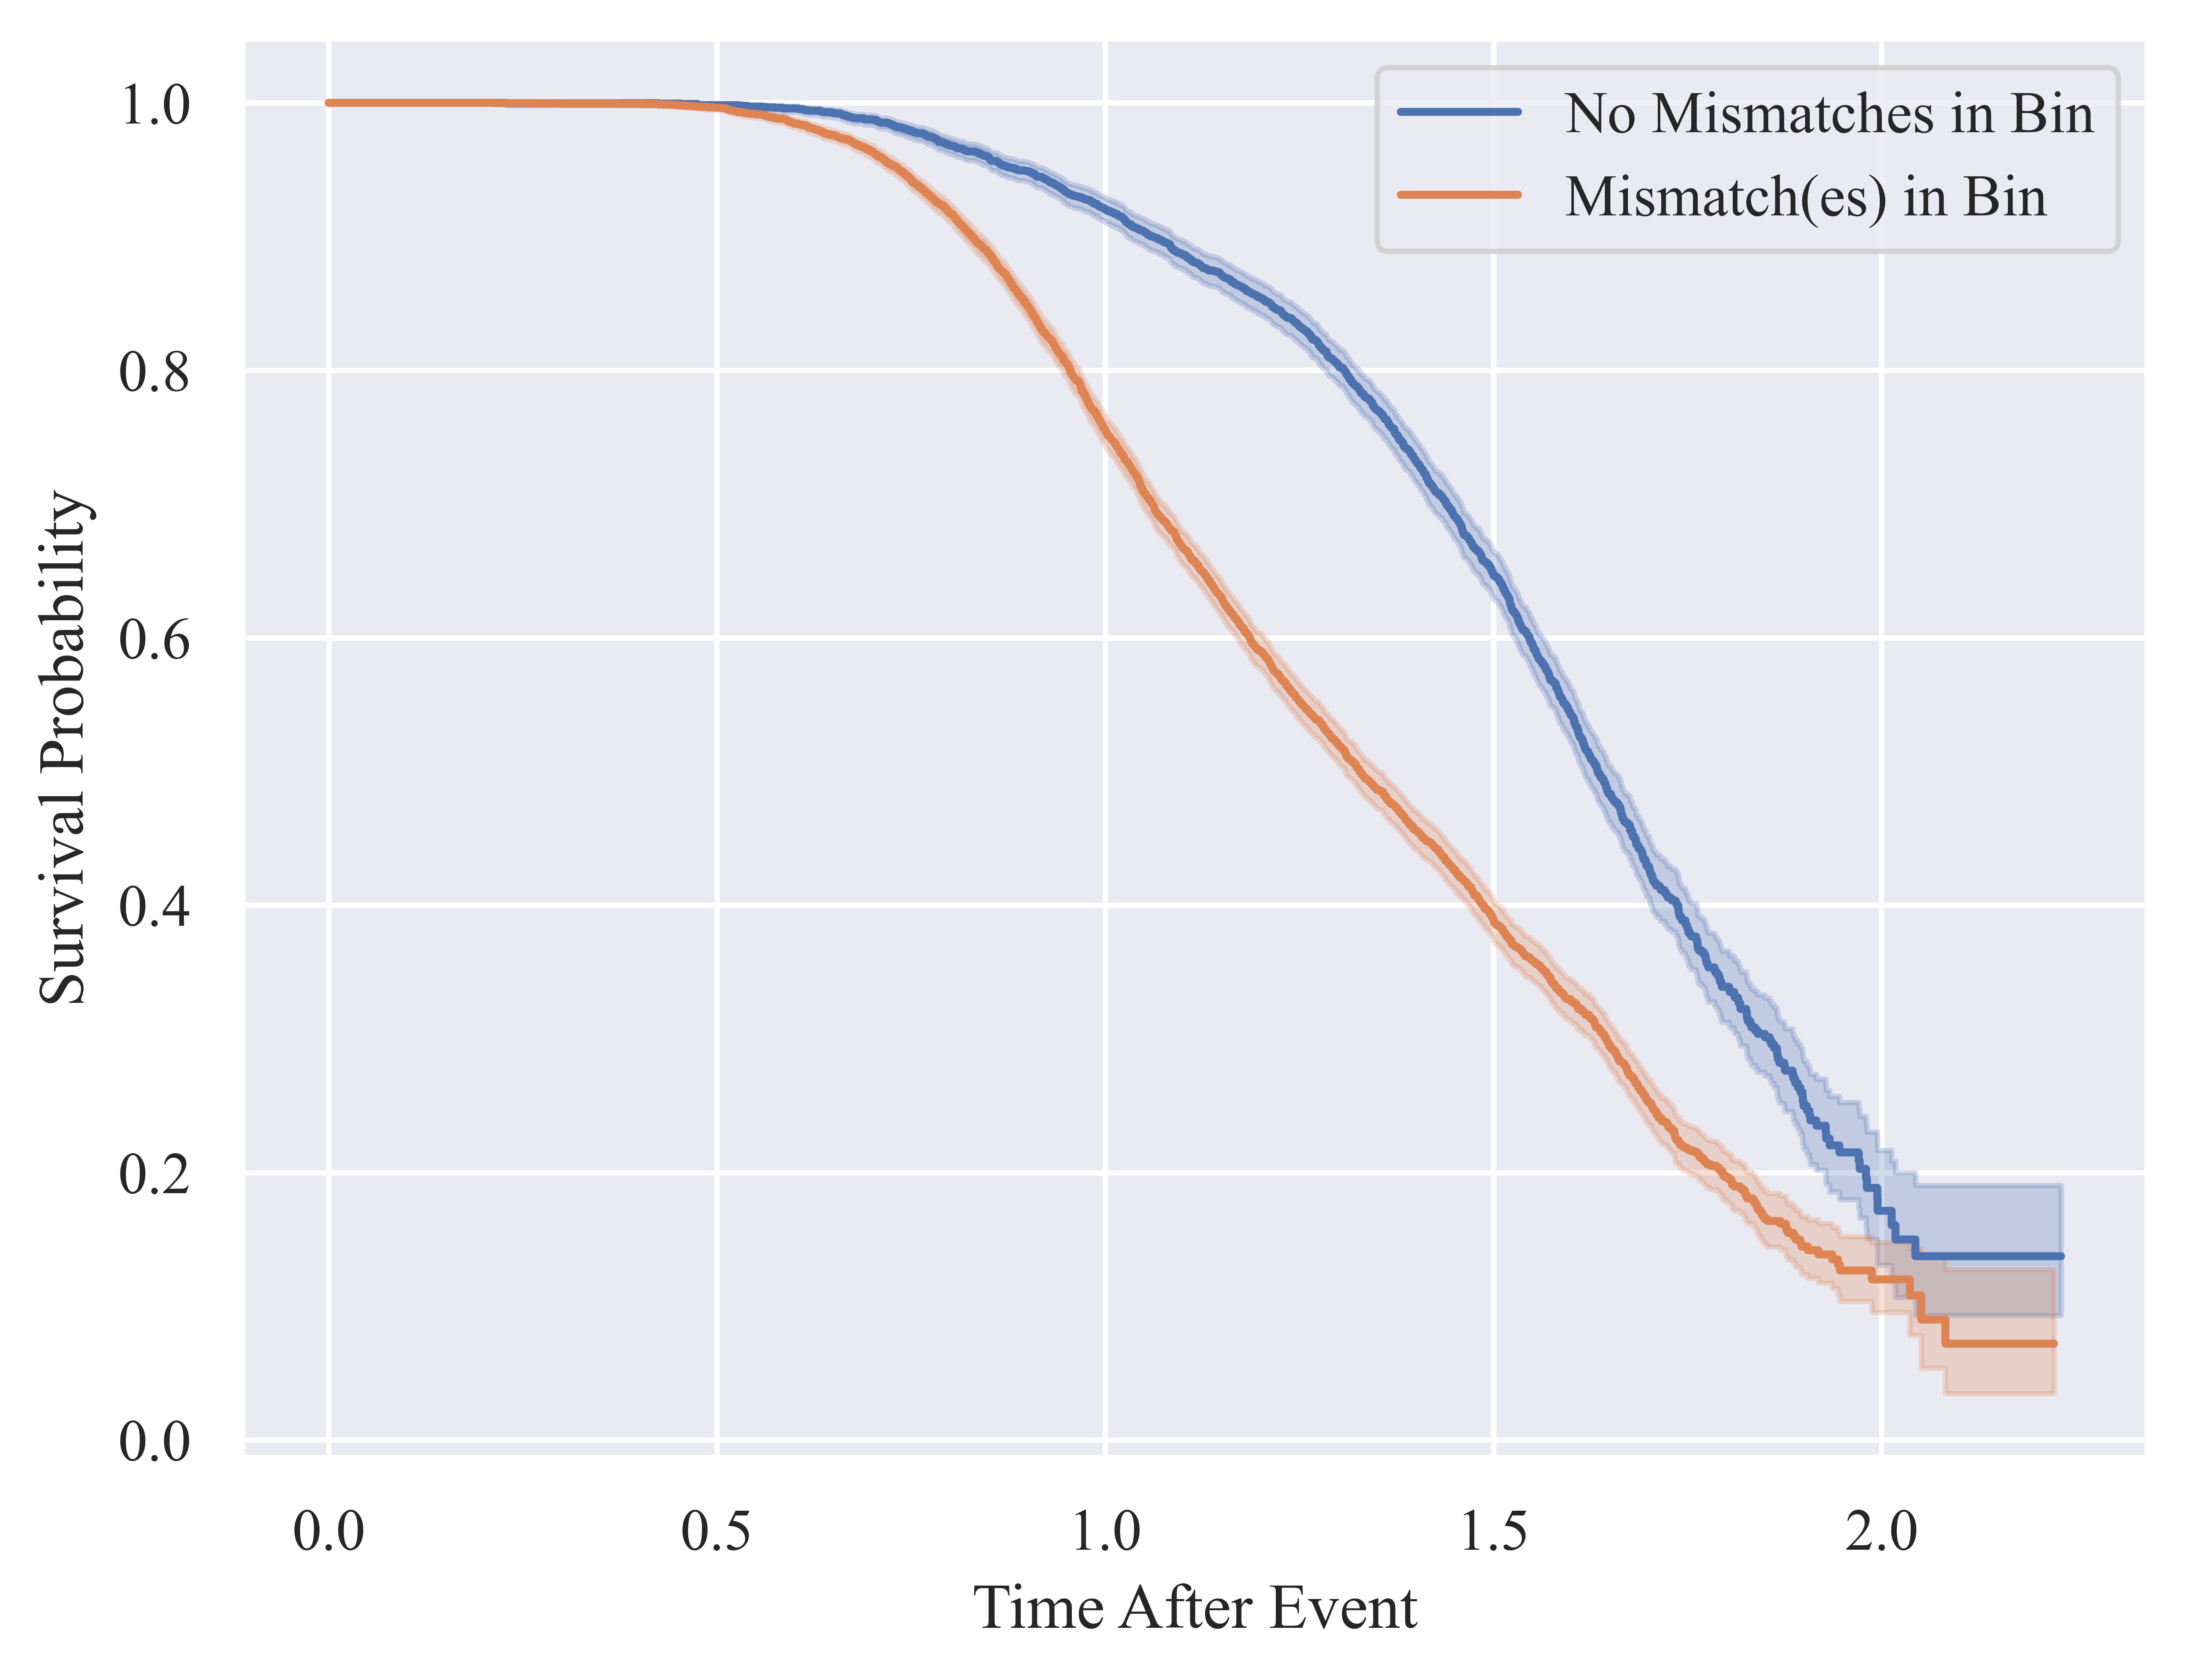 No Mismatches in Bin
Mismatch(es) in Bin
1.0
0.8
0.6
0.4
0.2
0.0
Survival Probability
0.0 0.5 1.0 1.5 2.0
Time After Event